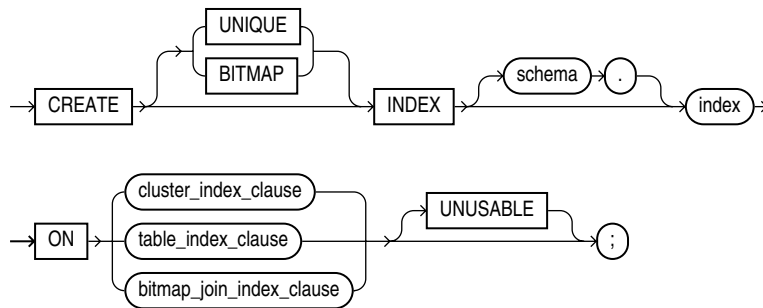 UNIQUE
BITMAP
CREATE INDEX schema . index
ON cluster_index_clause
table_index_clause
bitmap_join_index_clause
UNUSABLE
;